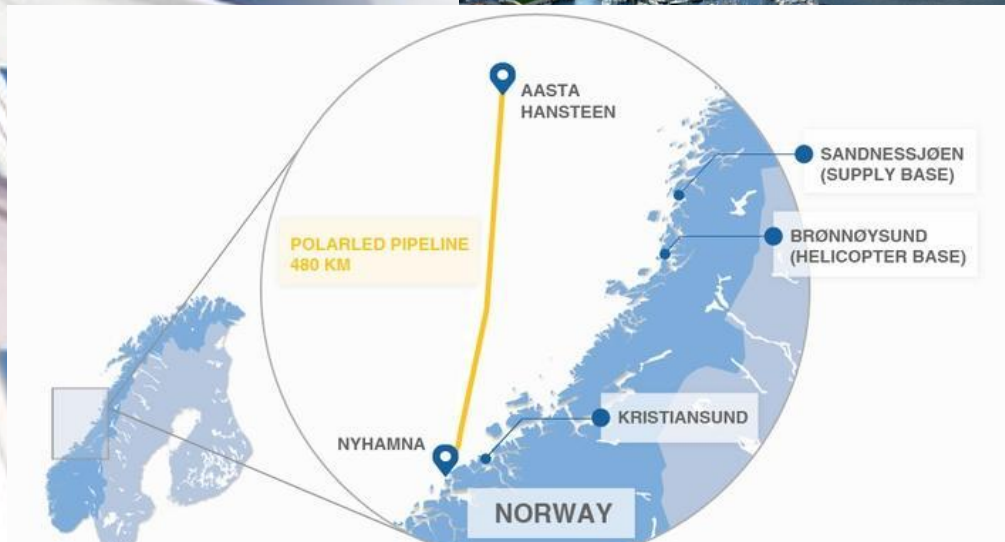 AASTA
HANSTEEN
SANDNESSJØEN
(SUPPLY BASE)
BRØNNØYSUND
(HELICOPTER BASE)
POLARLED PIPELINE
480 KM
KRISTIANSUND
NYHAMNA
NORWAY